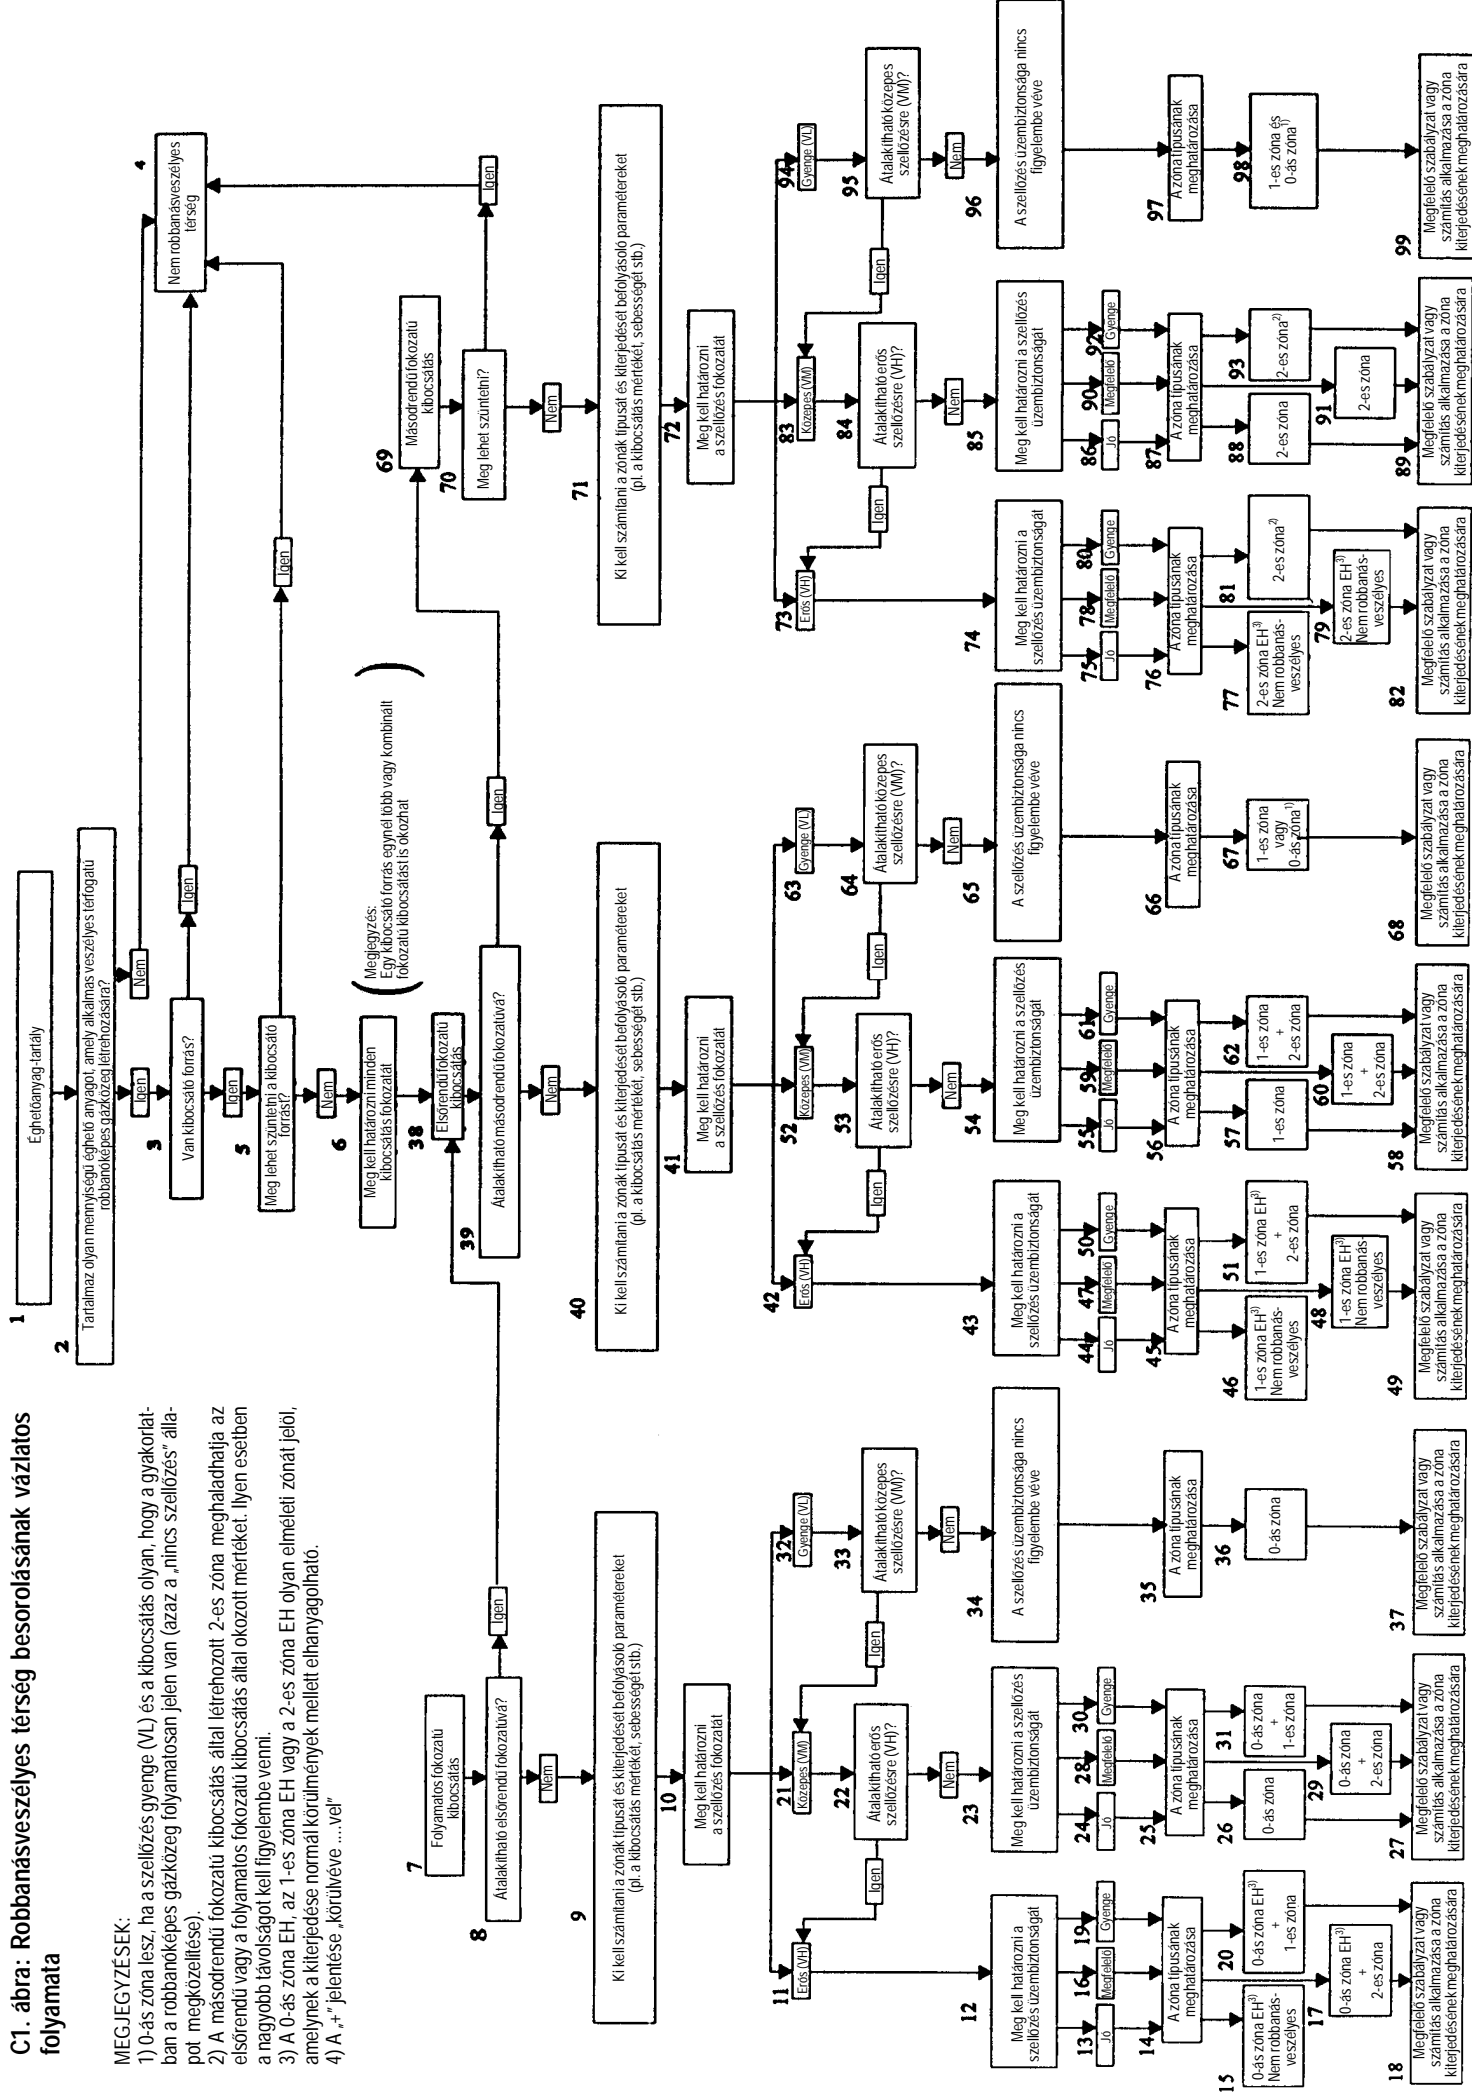 C1. ábra: Robbanásveszélyes térség besorolásának vázlatos
folyamata
MEGJEGYZÉSEK:
1) 0-ás zóna lesz, ha a szellőzés gyenge (VL) és a kibocsátás olyan, hogy a gyakorlat-
ban a robbanóképes gázközeg folyamatosan jelen van (azaz a „nincs szellőzés” álla-
pot megközelítése).
2) A másodrendű fokozatú kibocsátás által létrehozott 2-es zóna meghaladhatja az
elsőrendű vagy a folyamatos fokozatú kibocsátás által okozott mértéket. Ilyen esetben
a nagyobb távolságot kell figyelembe venni.
3) A 0-ás zóna EH, az 1-es zóna EH vagy a 2-es zóna EH olyan elméleti zónát jelöl,
amelynek a kiterjedése normál körülmények mellett elhanyagolható.
4) A „+” jelentése „körülvéve ....vel”
1
Éghetőanyag-tartály
2
Tartalmaz olyan mennyiségű éghető anyagot, amely alkalmas veszélyes térfogatú
robbanóképes gázközeg létrehozására?
Igen
Nem
3
Van kibocsátó forrás?
Igen
Igen
4
Nem robbanásveszélyes
térség
5
Meg lehet szüntetni a kibocsátó
forrást?
Igen
Nem
6
Meg kell határozni minden
kibocsátás fokozatát
Megjegyzés:
Egy kibocsátó forrás egynél több vagy kombinált
fokozatú kibocsátást is okozhat
7
Folyamatos fokozatú
kibocsátás
8
Átalakítható elsőrendű fokozatúvá?
Igen
Nem
9
Ki kell számítani a zónák típusát és kiterjedését befolyásoló paramétereket
(pl. a kibocsátás mértékét, sebességét stb.)
10
Meg kell határozni
a szellőzés fokozatát
11
Erős (VH)
21
Közepes (VM)
32
Gyenge (VL)
22
Átalakítható erős
szellőzésre (VH)?
Igen
Nem
33
Átalakítható közepes
szellőzésre (VM)?
Igen
Nem
12
Meg kell határozni a
szellőzés üzembiztonságát
13
Jó
16
Megfelelő
19
Gyenge
14
A zóna típusának
meghatározása
15
0-ás zóna EH3)
Nem robbanás-
veszélyes
17
0-ás zóna EH3)
+
2-es zóna
20
0-ás zóna EH3)
+
1-es zóna
18
Megfelelő szabályzat vagy
számítás alkalmazása a zóna
kiterjedésének meghatározására
23
Meg kell határozni a szellőzés
üzembiztonságát
24
Jó
28
Megfelelő
30
Gyenge
25
A zóna típusának
meghatározása
26
0-ás zóna
29
0-ás zóna
+
2-es zóna
31
0-ás zóna
+
1-es zóna
27
Megfelelő szabályzat vagy
számítás alkalmazása a zóna
kiterjedésének meghatározására
34
A szellőzés üzembiztonsága nincs
figyelembe véve
35
A zóna típusának
meghatározása
36
0-ás zóna
37
Megfelelő szabályzat vagy
számítás alkalmazása a zóna
kiterjedésének meghatározására
38
Elsőrendű fokozatú
kibocsátás
39
Átalakítható másodrendű fokozatúvá?
Igen
Nem
40
Ki kell számítani a zónák típusát és kiterjedését befolyásoló paramétereket
(pl. a kibocsátás mértékét, sebességét stb.)
41
Meg kell határozni
a szellőzés fokozatát
42
Erős (VH)
52
Közepes (VM)
63
Gyenge (VL)
53
Átalakítható erős
szellőzésre (VH)?
Igen
Nem
64
Átalakítható közepes
szellőzésre (VM)?
Igen
Nem
43
Meg kell határozni a
szellőzés üzembiztonságát
44
Jó
47
Megfelelő
50
Gyenge
45
A zóna típusának
meghatározása
46
1-es zóna EH3)
Nem robbanás-
veszélyes
48
1-es zóna EH3)
Nem robbanás-
veszélyes
51
1-es zóna EH3)
+
2-es zóna
49
Megfelelő szabályzat vagy
számítás alkalmazása a zóna
kiterjedésének meghatározására
54
Meg kell határozni a szellőzés
üzembiztonságát
55
Jó
59
Megfelelő
61
Gyenge
56
A zóna típusának
meghatározása
57
1-es zóna
60
1-es zóna
+
2-es zóna
62
1-es zóna
+
2-es zóna
58
Megfelelő szabályzat vagy
számítás alkalmazása a zóna
kiterjedésének meghatározására
65
A szellőzés üzembiztonsága nincs
figyelembe véve
66
A zóna típusának
meghatározása
67
1-es zóna
vagy
0-ás zóna1)
68
Megfelelő szabályzat vagy
számítás alkalmazása a zóna
kiterjedésének meghatározására
69
Másodrendű fokozatú
kibocsátás
70
Meg lehet szüntetni?
Igen
Nem
71
Ki kell számítani a zónák típusát és kiterjedését befolyásoló paramétereket
(pl. a kibocsátás mértékét, sebességét stb.)
72
Meg kell határozni
a szellőzés fokozatát
73
Erős (VH)
83
Közepes (VM)
94
Gyenge (VL)
84
Átalakítható erős
szellőzésre (VH)?
Igen
Nem
95
Átalakítható közepes
szellőzésre (VM)?
Igen
Nem
74
Meg kell határozni a
szellőzés üzembiztonságát
75
Jó
78
Megfelelő
80
Gyenge
76
A zóna típusának
meghatározása
77
2-es zóna EH3)
Nem robbanás-
veszélyes
79
2-es zóna EH3)
Nem robbanás-
veszélyes
81
2-es zóna2)
82
Megfelelő szabályzat vagy
számítás alkalmazása a zóna
kiterjedésének meghatározására
85
Meg kell határozni a szellőzés
üzembiztonságát
86
Jó
90
Megfelelő
92
Gyenge
87
A zóna típusának
meghatározása
88
2-es zóna
91
2-es zóna
93
2-es zóna2)
89
Megfelelő szabályzat vagy
számítás alkalmazása a zóna
kiterjedésének meghatározására
96
A szellőzés üzembiztonsága nincs
figyelembe véve
97
A zóna típusának
meghatározása
98
1-es zóna és
0-ás zóna1)
99
Megfelelő szabályzat vagy
számítás alkalmazása a zóna
kiterjedésének meghatározására